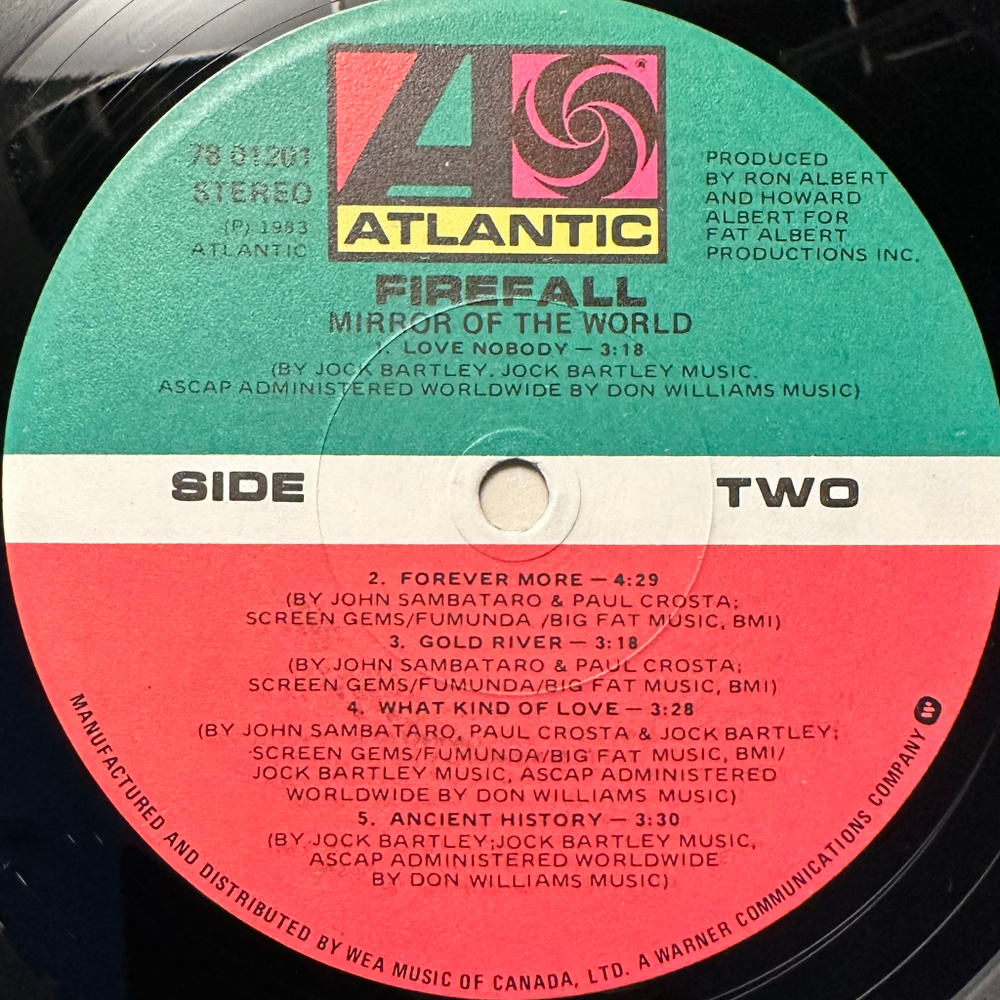 78 01201
STEREO
(P) 1983
ATLANTIC
A
®
ATLANTIC
PRODUCED
BY RON ALBERT
AND HOWARD
ALBERT FOR
FAT ALBERT
PRODUCTIONS INC.
FIREFALL
MIRROR OF THE WORLD
1. LOVE NOBODY — 3:18
(BY JOCK BARTLEY. JOCK BARTLEY MUSIC.
ASCAP ADMINISTERED WORLDWIDE BY DON WILLIAMS MUSIC)
SIDE TWO
2. FOREVER MORE — 4:29
(BY JOHN SAMBATARO & PAUL CROSTA;
SCREEN GEMS/FUMUNDA /BIG FAT MUSIC, BMI)
3. GOLD RIVER — 3:18
(BY JOHN SAMBATARO & PAUL CROSTA;
SCREEN GEMS/FUMUNDA/BIG FAT MUSIC, BMI)
4. WHAT KIND OF LOVE — 3:28
(BY JOHN SAMBATARO, PAUL CROSTA & JOCK BARTLEY;
SCREEN GEMS/FUMUNDA/BIG FAT MUSIC, BMI/
JOCK BARTLEY MUSIC, ASCAP ADMINISTERED
WORLDWIDE BY DON WILLIAMS MUSIC)
5. ANCIENT HISTORY — 3:30
(BY JOCK BARTLEY;JOCK BARTLEY MUSIC,
ASCAP ADMINISTERED WORLDWIDE
BY DON WILLIAMS MUSIC)
MANUFACTURED AND DISTRIBUTED BY WEA MUSIC OF CANADA, LTD. A WARNER COMMUNICATIONS COMPANY